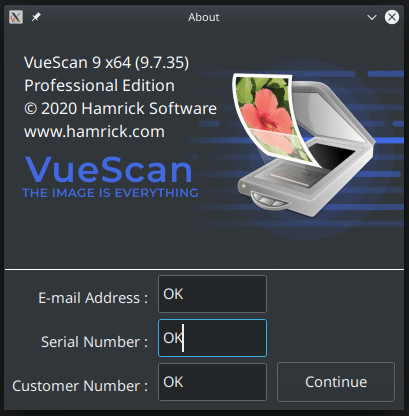 About
VueScan 9 x64 (9.7.35)
Professional Edition
© 2020 Hamrick Software
www.hamrick.com
VueScan
THE IMAGE IS EVERYTHING
E-mail Address : OK
Serial Number : OK
Customer Number : OK
Continue